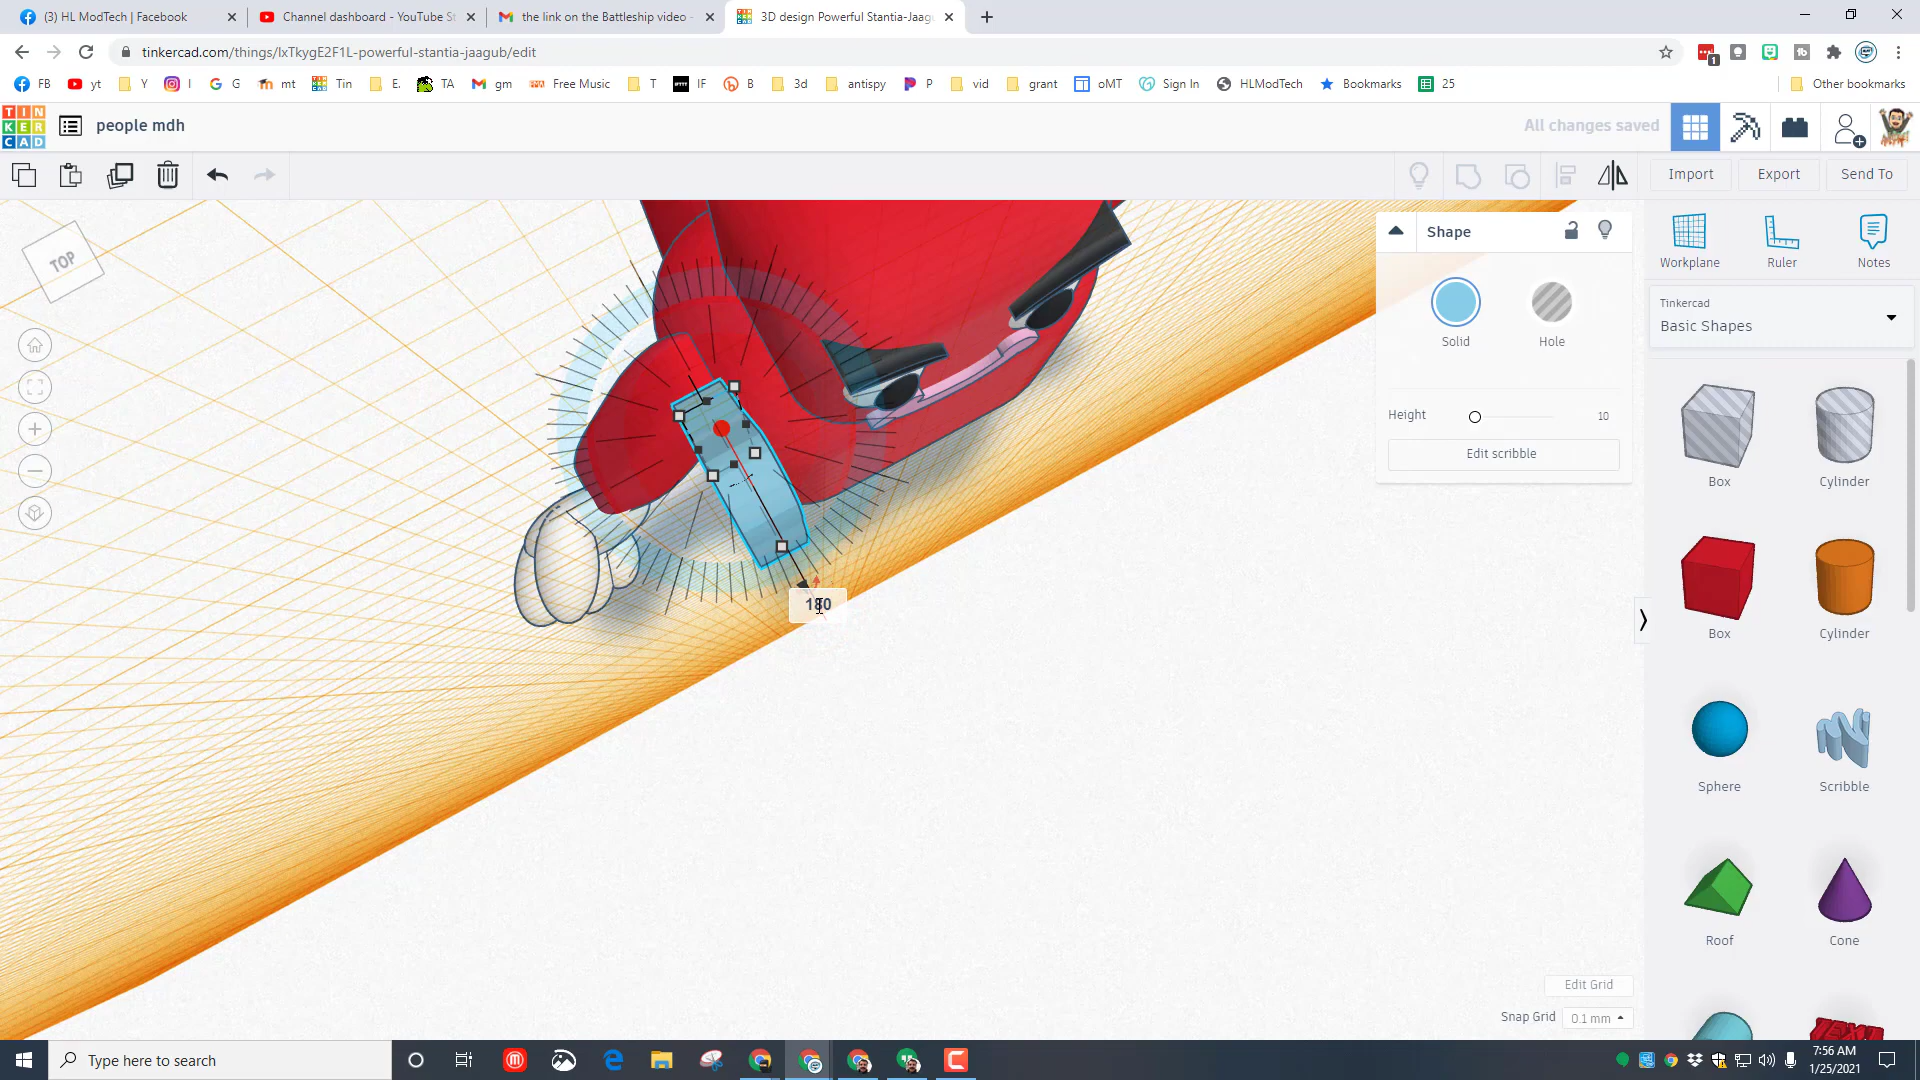 (3) HL ModTech | Facebook
Channel dashboard - YouTube St
the link on the Battleship video -
3D design Powerful Stantia-Jaagu
tinkercad.com/things/lxTkygE2F1L-powerful-stantia-jaagub/edit
FB yt Y I G mt Tin E. TA gm Free Music T IF B 3d antispy P vid grant oMT Sign In HLModTech Bookmarks 25 Other bookmarks
TIN
KER
CAD
people mdh
All changes saved
Import Export Send To
TOP
Shape
Workplane Ruler Notes
Solid Hole
Tinkercad
Basic Shapes
Height 10
Edit scribble
Box Cylinder
Box Cylinder
180
Sphere Scribble
Roof Cone
Edit Grid
Snap Grid 0.1 mm
TEXT
Type here to search
7:56 AM
1/25/2021